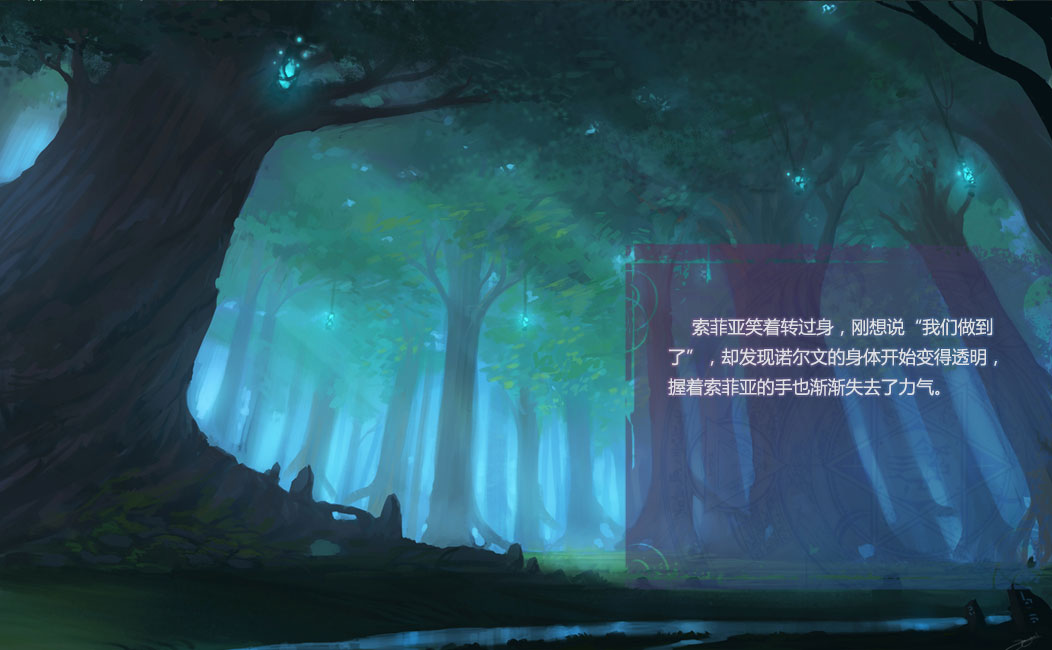 索菲亚笑着转过身，刚想说“我们做到
了”，却发现诺尔文的身体开始变得透明，
握着索菲亚的手也渐渐失去了力气。